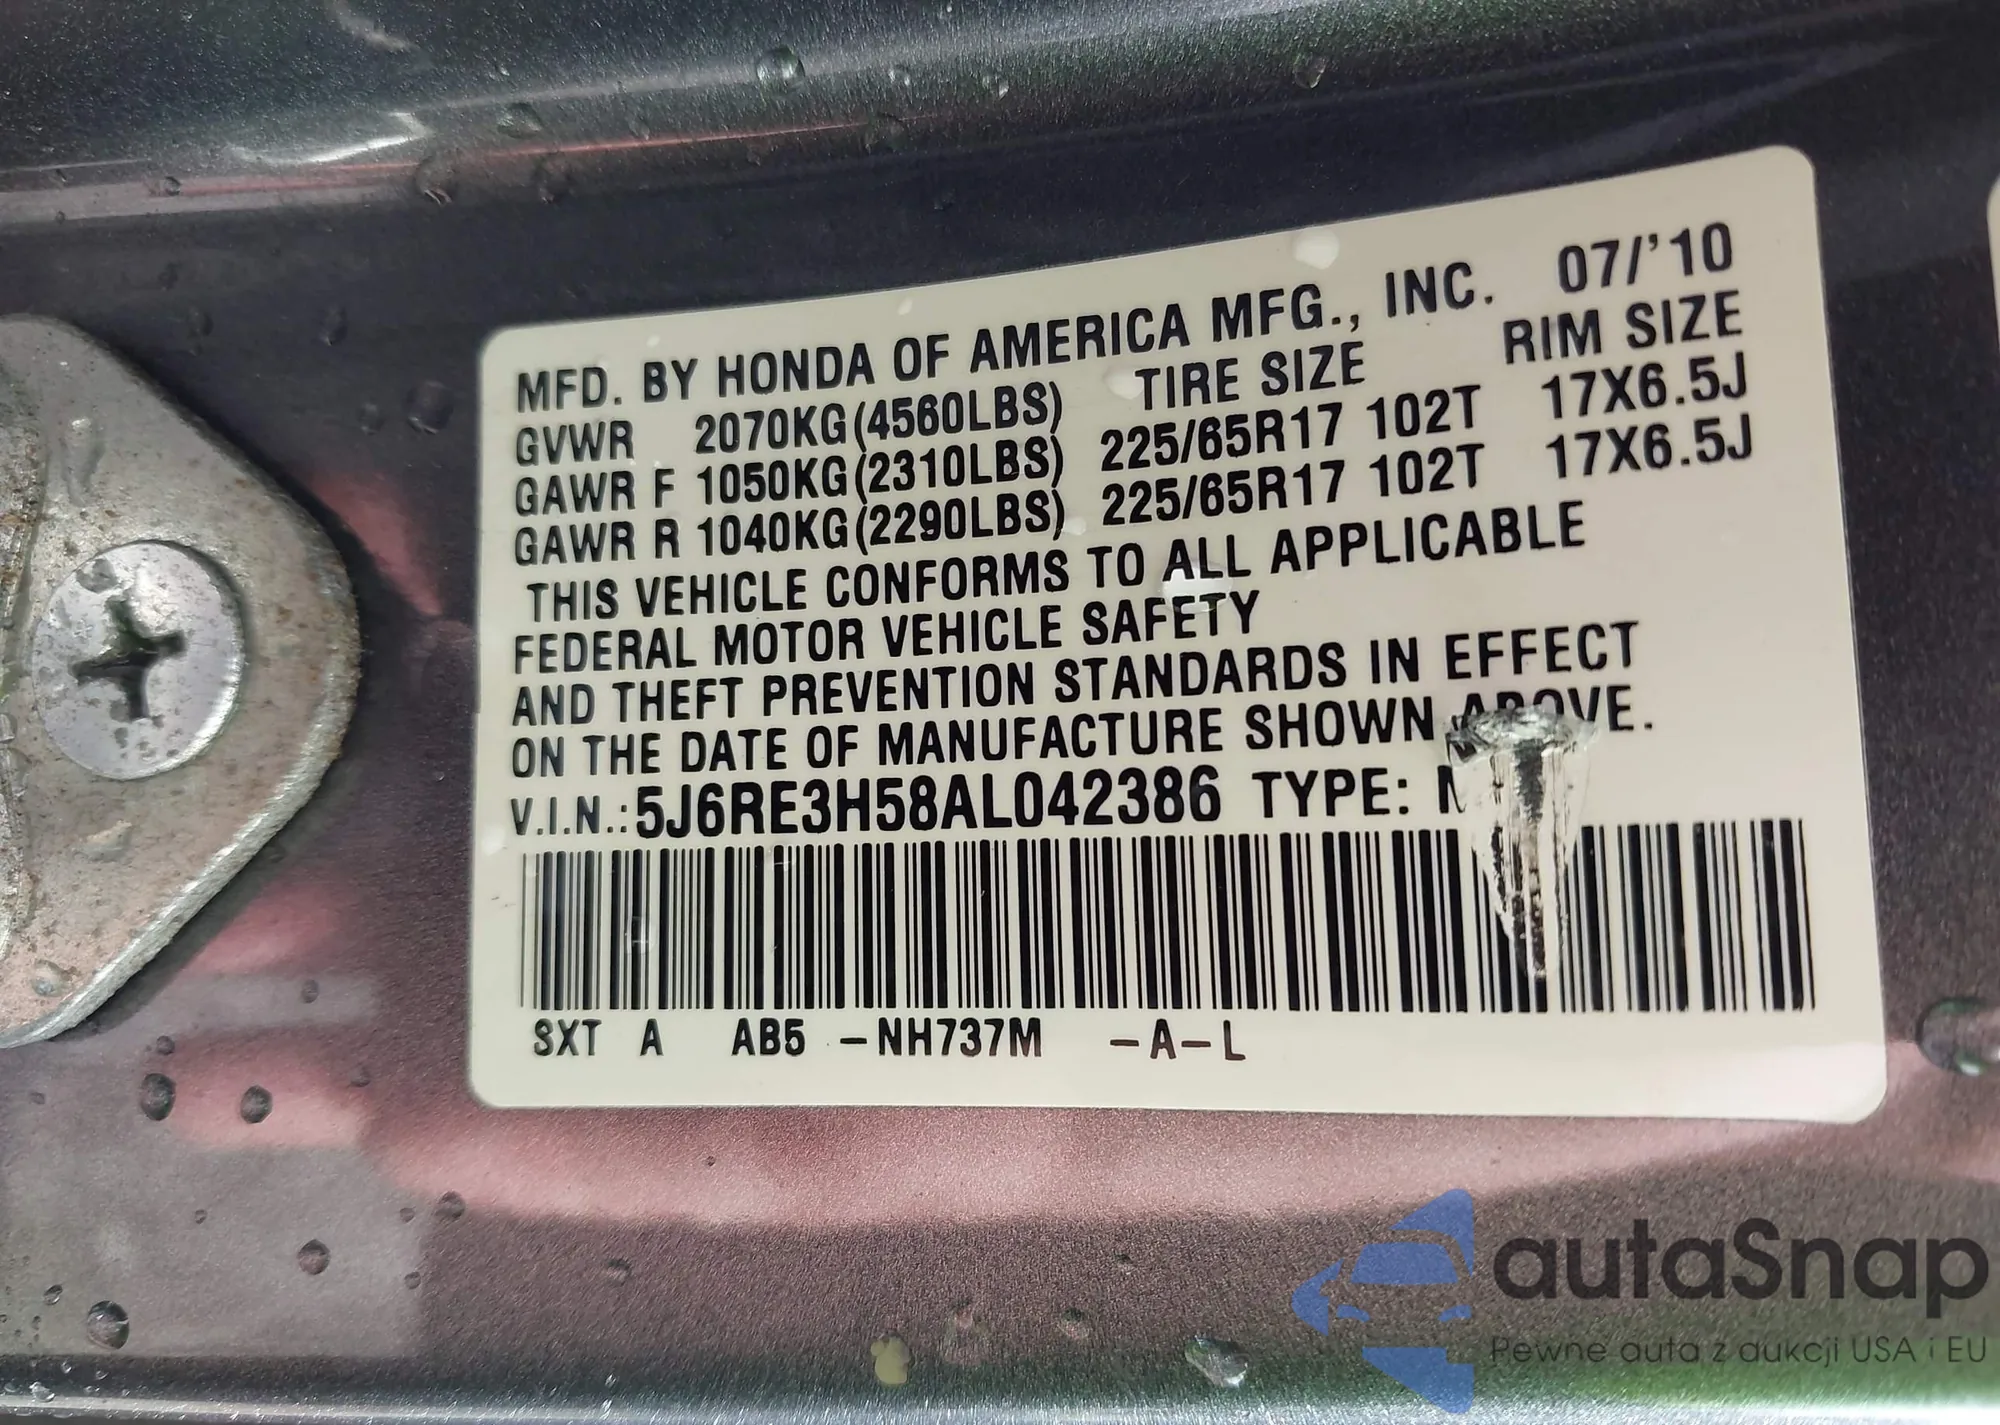 MFD. BY HONDA OF AMERICA MFG., INC. 07/'10
GVWR 2070KG(4560LBS) TIRE SIZE RIM SIZE
GAWR F 1050KG(2310LBS) 225/65R17 102T 17X6.5J
GAWR R 1040KG(2290LBS) 225/65R17 102T 17X6.5J
THIS VEHICLE CONFORMS TO ALL APPLICABLE
FEDERAL MOTOR VEHICLE SAFETY
AND THEFT PREVENTION STANDARDS IN EFFECT
ON THE DATE OF MANUFACTURE SHOWN ABOVE.
V.I.N.:5J6RE3H58AL042386 TYPE:
SXT A AB5 -NH737M -A-L
autaSnap
Pewne auta z aukcji USA i EU